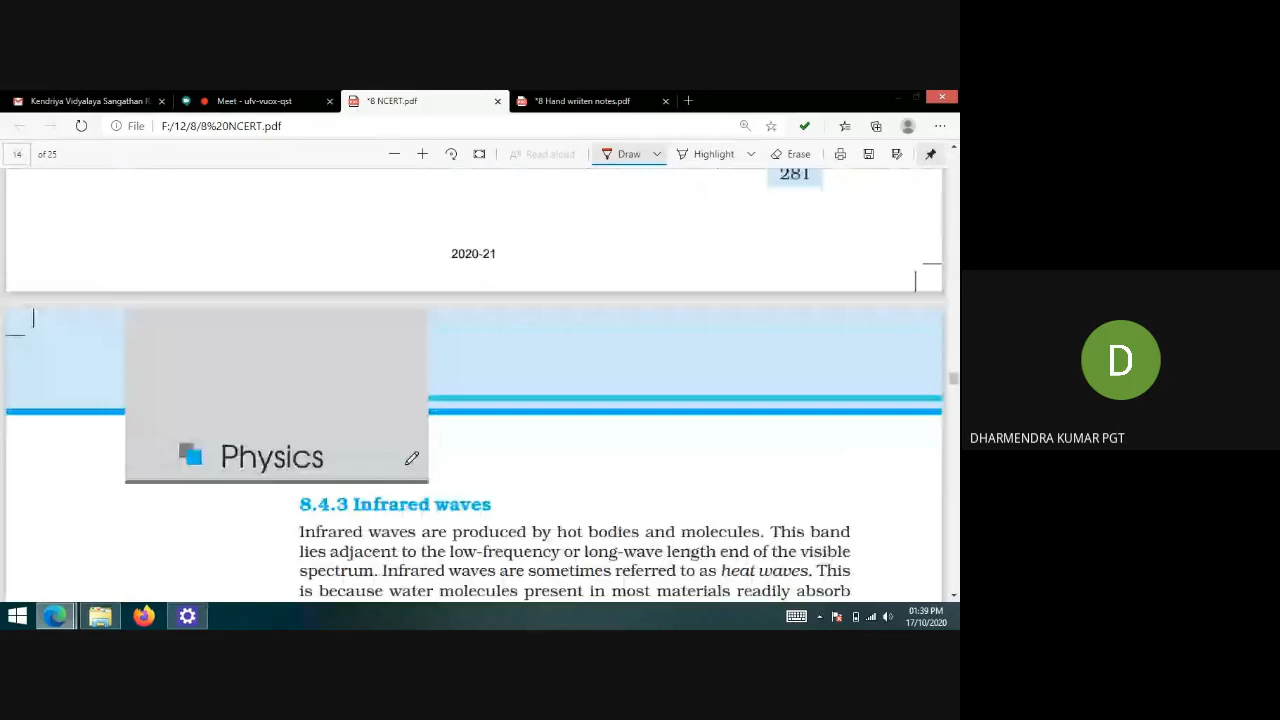 Kendriya Vidyalaya Sangathan R
Meet - ufv-vuox-qst
*8 NCERT.pdf
*8 Hand wriiten notes.pdf
File
F:/12/8/8%20NCERT.pdf
14 of 25
Read aloud
Draw
Highlight
Erase
281
2020-21
Physics
8.4.3 Infrared waves
Infrared waves are produced by hot bodies and molecules. This band
lies adjacent to the low-frequency or long-wave length end of the visible
spectrum. Infrared waves are sometimes referred to as heat waves. This
is because water molecules present in most materials readily absorb
01:39 PM
17/10/2020
D
DHARMENDRA KUMAR PGT